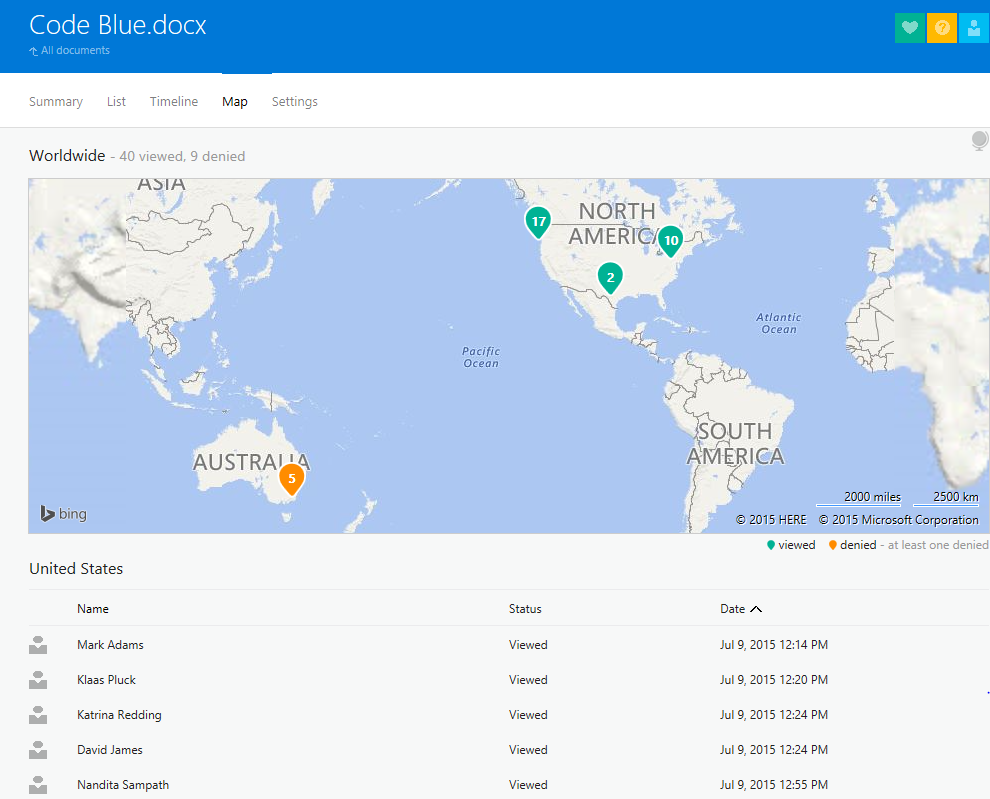 Code Blue.docx
All documents
Summary List Timeline Map Settings
Worldwide - 40 viewed, 9 denied
ASIA
NORTH
AMERICA
17
10
2
Atlantic
Ocean
Pacific
Ocean
SOUTH
AMERICA
AUSTRALIA
5
2000 miles 2500 km
bing
© 2015 HERE © 2015 Microsoft Corporation
viewed denied - at least one denied
United States
Name Status Date
Mark Adams Viewed Jul 9, 2015 12:14 PM
Klaas Pluck Viewed Jul 9, 2015 12:20 PM
Katrina Redding Viewed Jul 9, 2015 12:24 PM
David James Viewed Jul 9, 2015 12:24 PM
Nandita Sampath Viewed Jul 9, 2015 12:55 PM